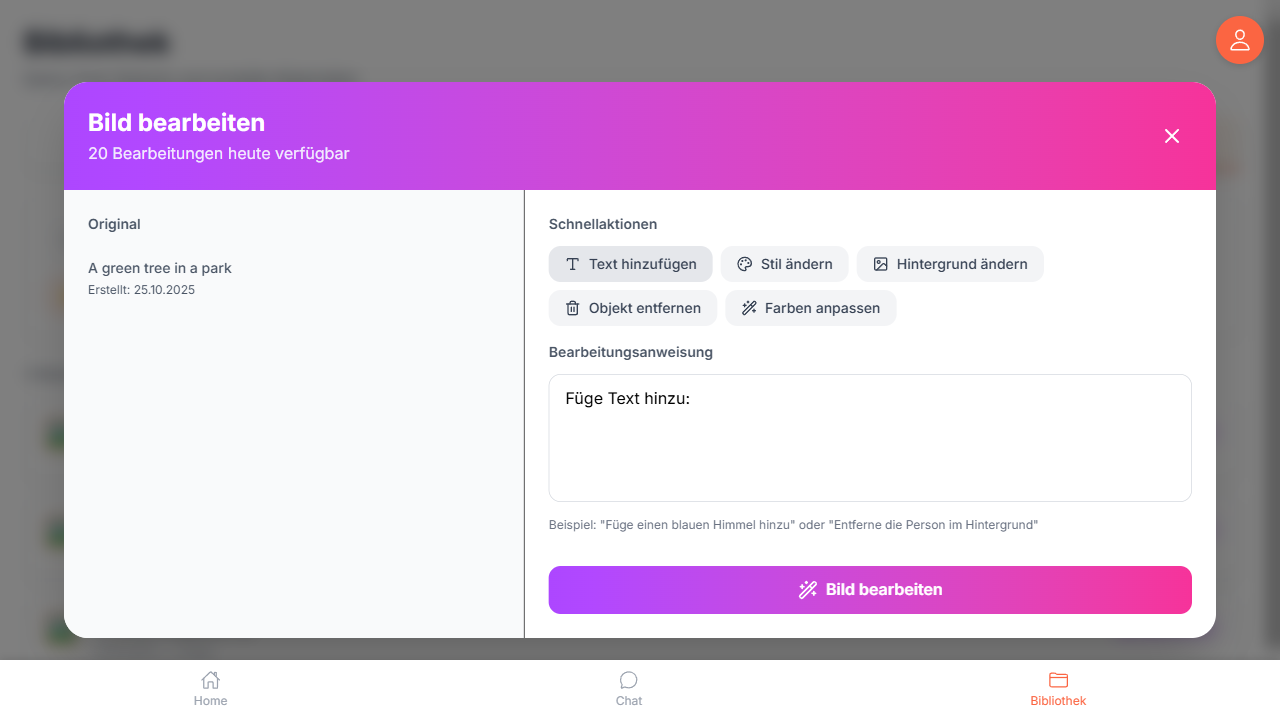 Bibliothek
Bild bearbeiten
20 Bearbeitungen heute verfügbar
Original
A green tree in a park
Erstellt: 25.10.2025
Schnellaktionen
Text hinzufügen
Stil ändern
Hintergrund ändern
Objekt entfernen
Farben anpassen
Bearbeitungsanweisung
Füge Text hinzu:
Beispiel: "Füge einen blauen Himmel hinzu" oder "Entferne die Person im Hintergrund"
Bild bearbeiten
Home
Chat
Bibliothek